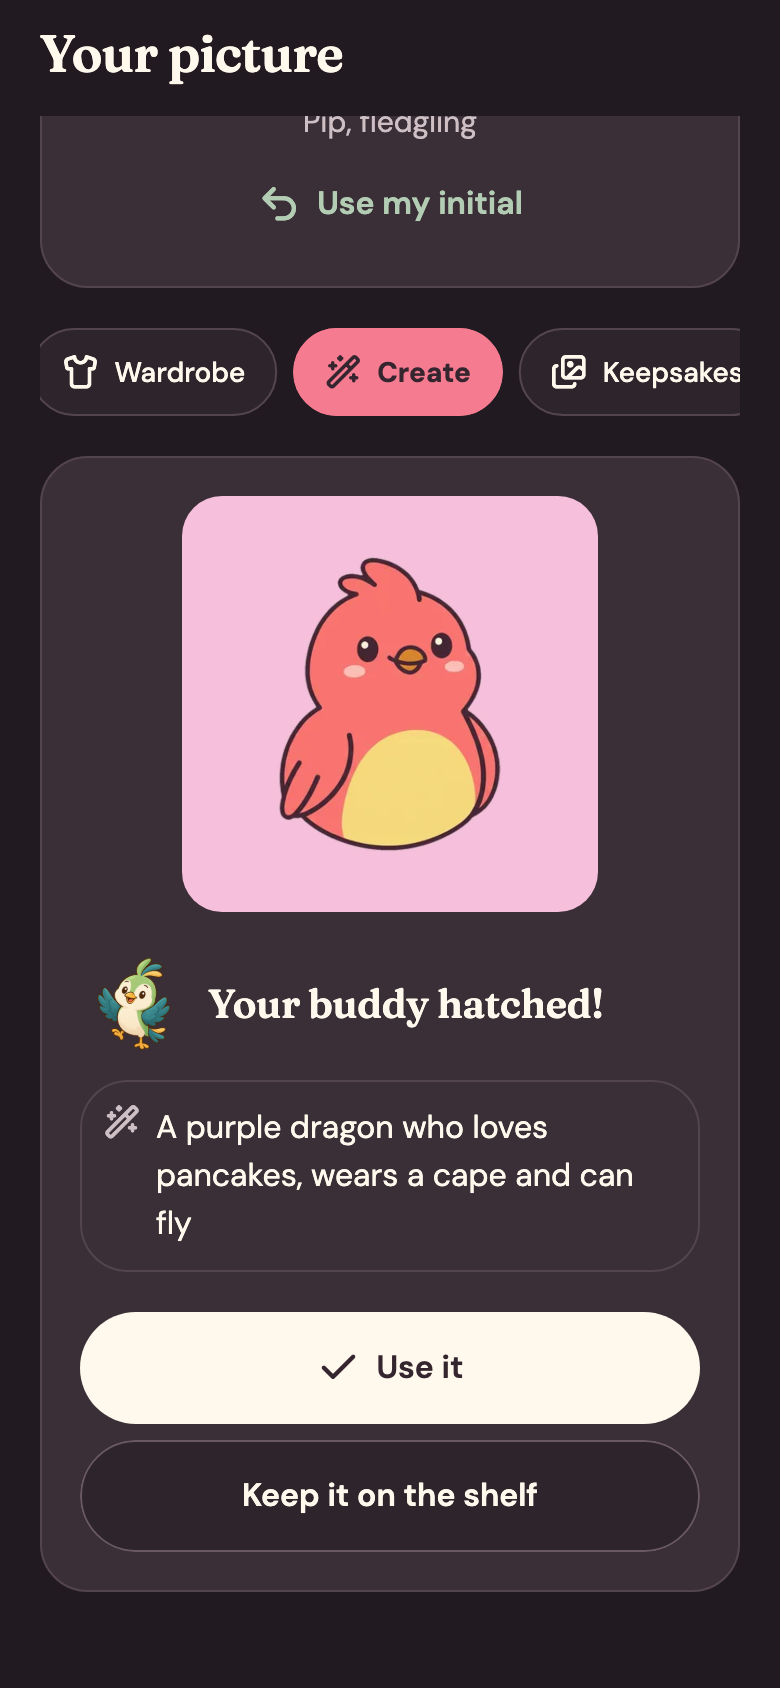 Your picture
Pip, fledgling
Use my initial
Wardrobe
Create
Keepsakes
Your buddy hatched!
A purple dragon who loves
pancakes, wears a cape and can
fly
Use it
Keep it on the shelf